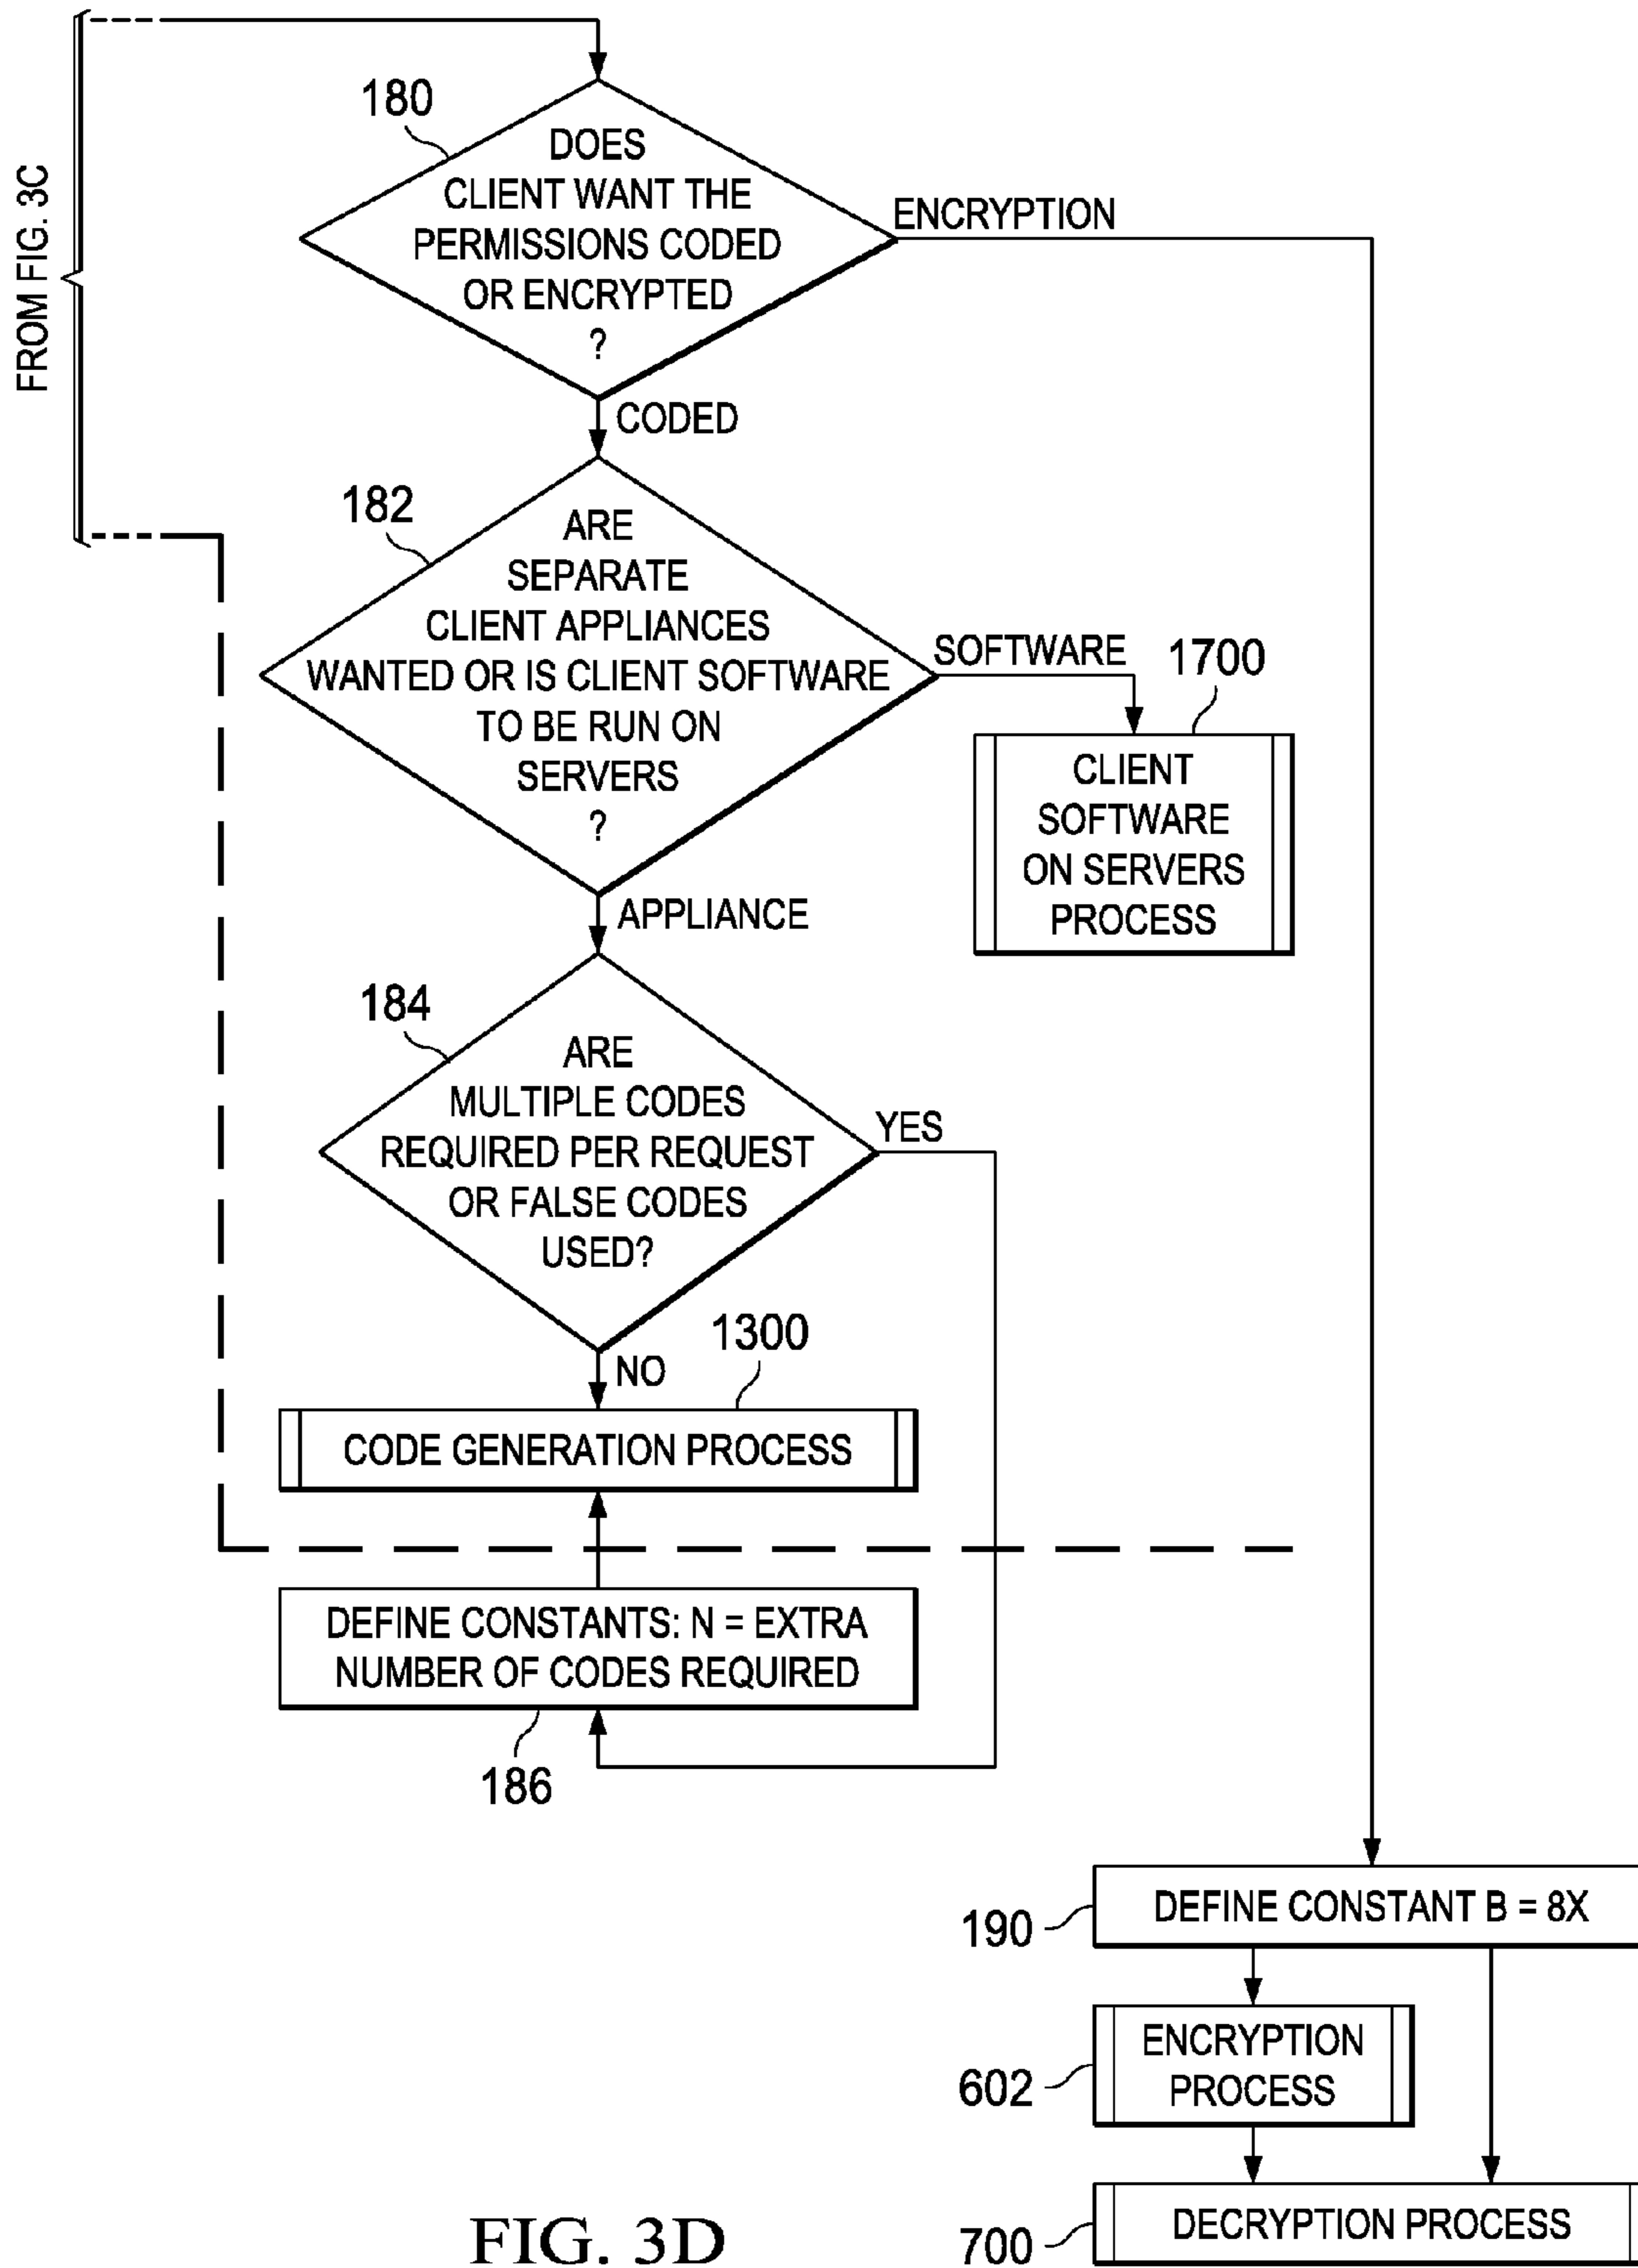 FROM FIG. 3C
180
DOES
CLIENT WANT THE
PERMISSIONS CODED
OR ENCRYPTED
?
ENCRYPTION
CODED
182
ARE
SEPARATE
CLIENT APPLIANCES
WANTED OR IS CLIENT SOFTWARE
TO BE RUN ON
SERVERS
?
SOFTWARE
1700
CLIENT
SOFTWARE
ON SERVERS
PROCESS
APPLIANCE
184
ARE
MULTIPLE CODES
REQUIRED PER REQUEST
OR FALSE CODES
USED?
YES
NO
1300
CODE GENERATION PROCESS
DEFINE CONSTANTS: N = EXTRA
NUMBER OF CODES REQUIRED
186
190
DEFINE CONSTANT B = 8X
602
ENCRYPTION
PROCESS
700
DECRYPTION PROCESS
FIG. 3D